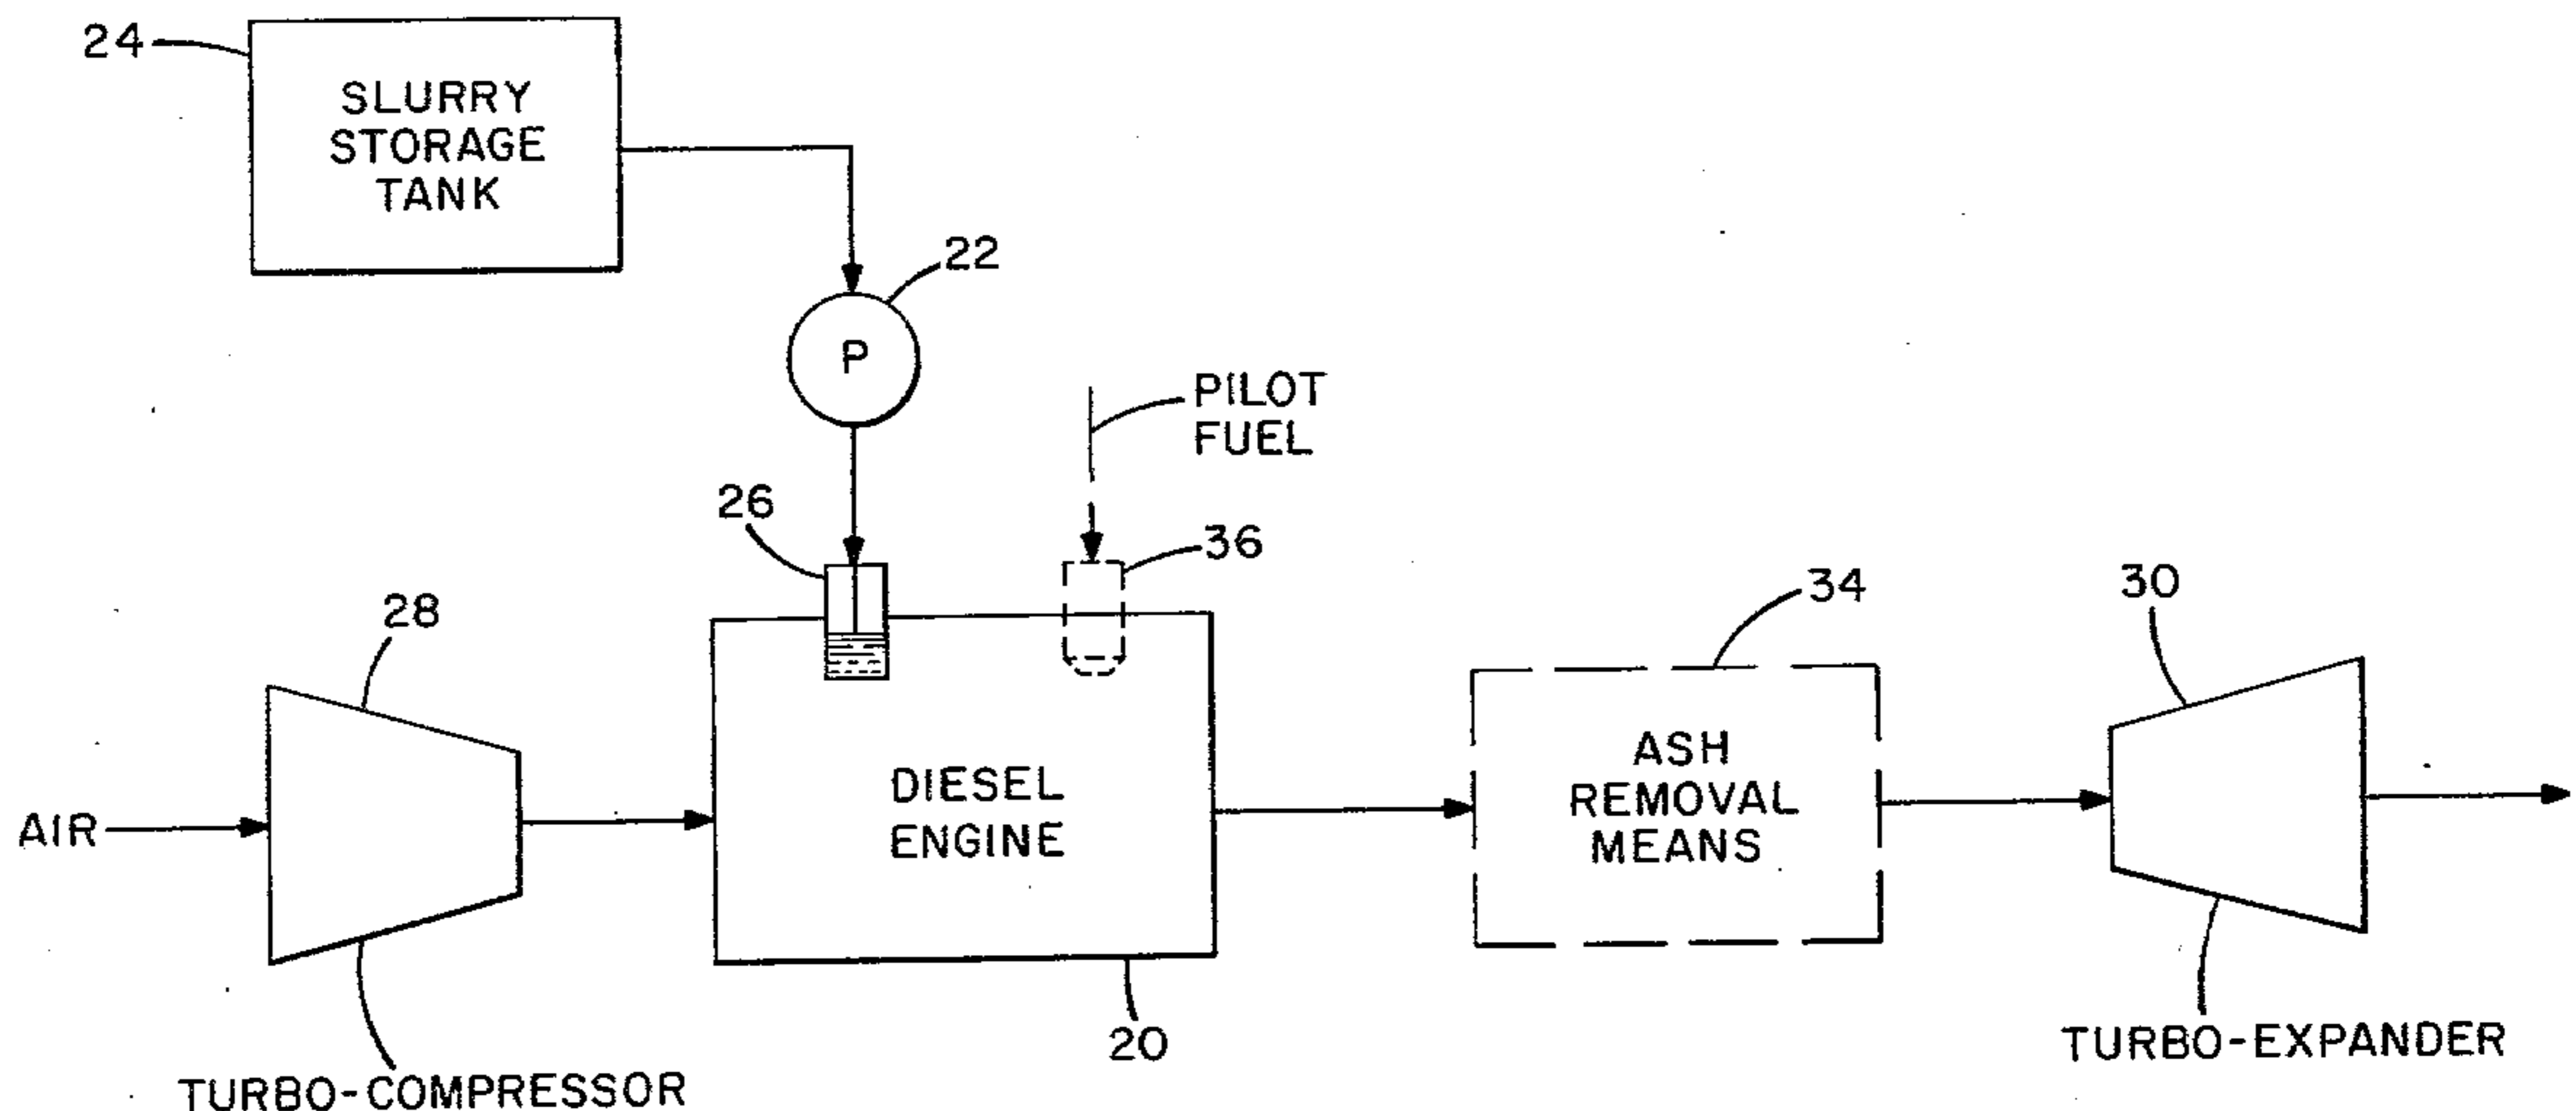 24
SLURRY
STORAGE
TANK
22
P
PILOT
FUEL
26
36
34
30
28
AIR
DIESEL
ENGINE
ASH
REMOVAL
MEANS
20
TURBO-COMPRESSOR
TURBO-EXPANDER